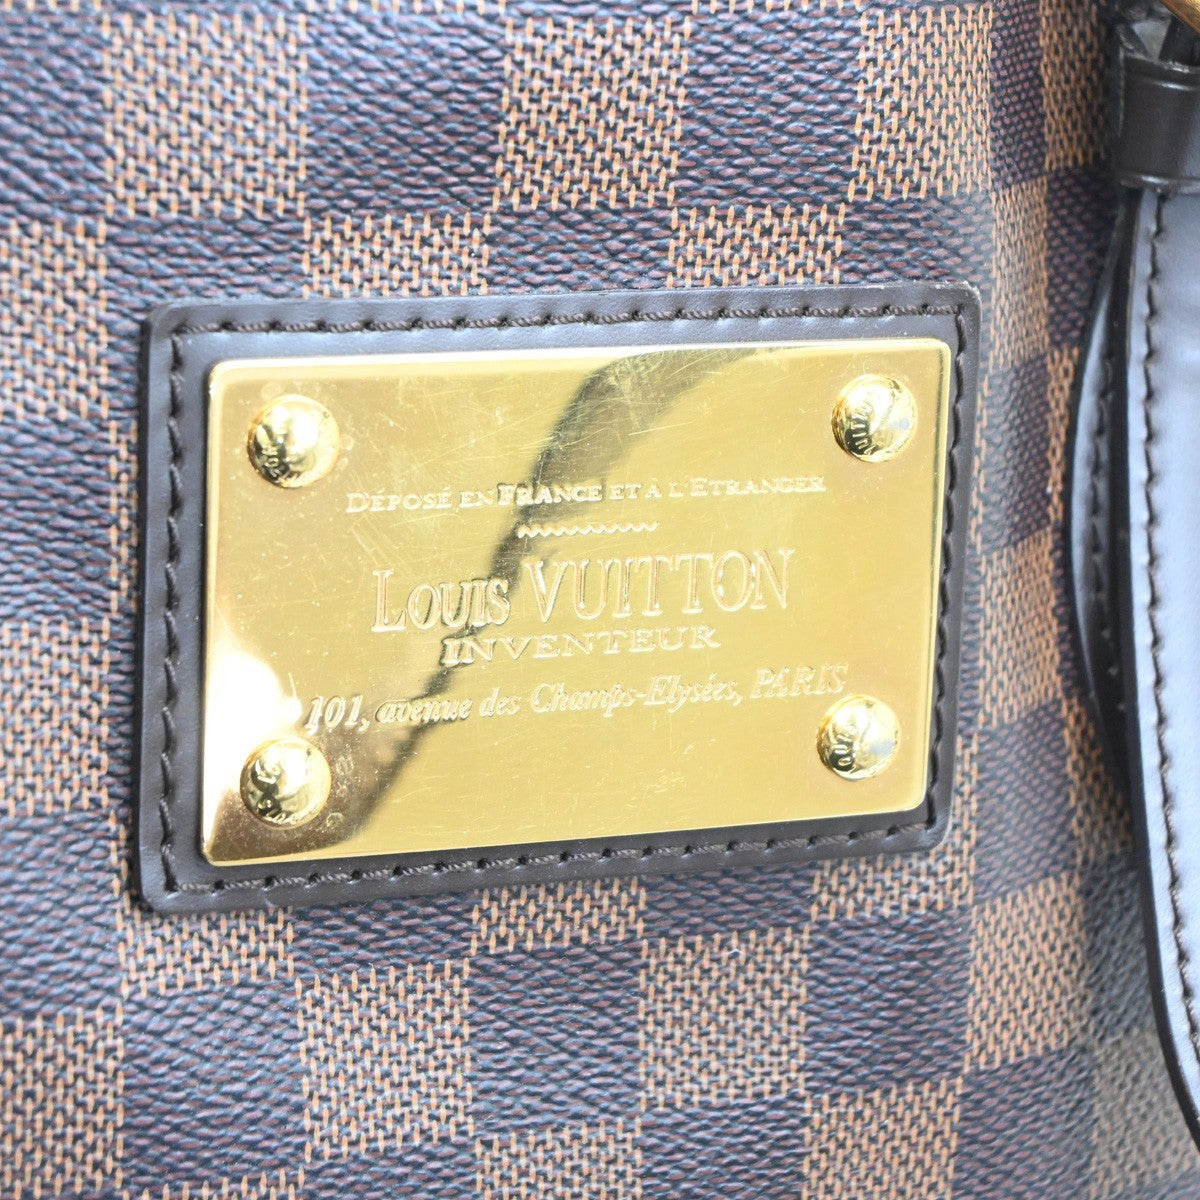 DÉPOSÉ EN FRANCE ET À L'ETRANGER
LOUIS VUITTON
INVENTEUR
101, avenue des Champs-Elysées, PARIS